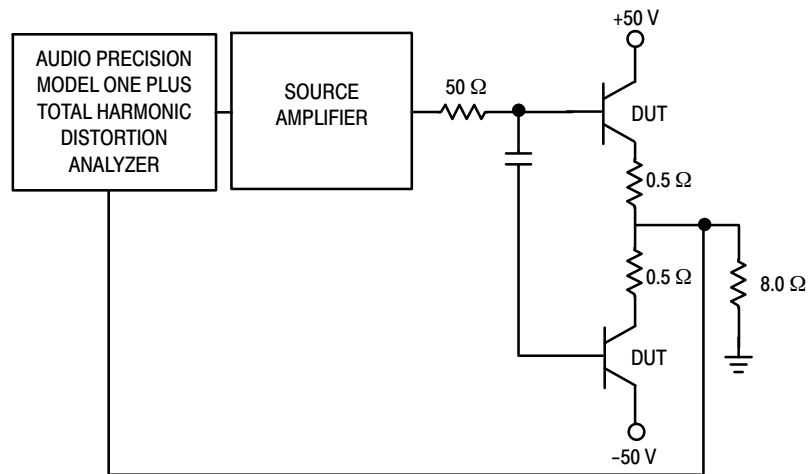 +50 V
AUDIO PRECISION
MODEL ONE PLUS
TOTAL HARMONIC
DISTORTION
ANALYZER
SOURCE
AMPLIFIER
50 Ω
DUT
0.5 Ω
0.5 Ω
8.0 Ω
DUT
–50 V